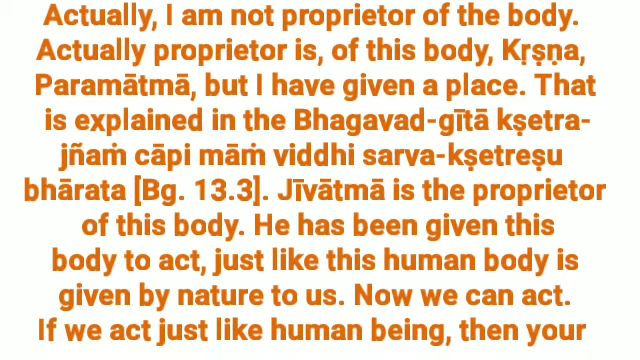 Actually, I am not proprietor of the body.
Actually proprietor is, of this body, Kṛṣṇa,
Paramātmā, but I have given a place. That
is explained in the Bhagavad-gītā kṣetra-
jñaṁ cāpi māṁ viddhi sarva-kṣetreṣu
bhārata [Bg. 13.3]. Jīvātmā is the proprietor
of this body. He has been given this
body to act, just like this human body is
given by nature to us. Now we can act.
If we act just like human being, then your